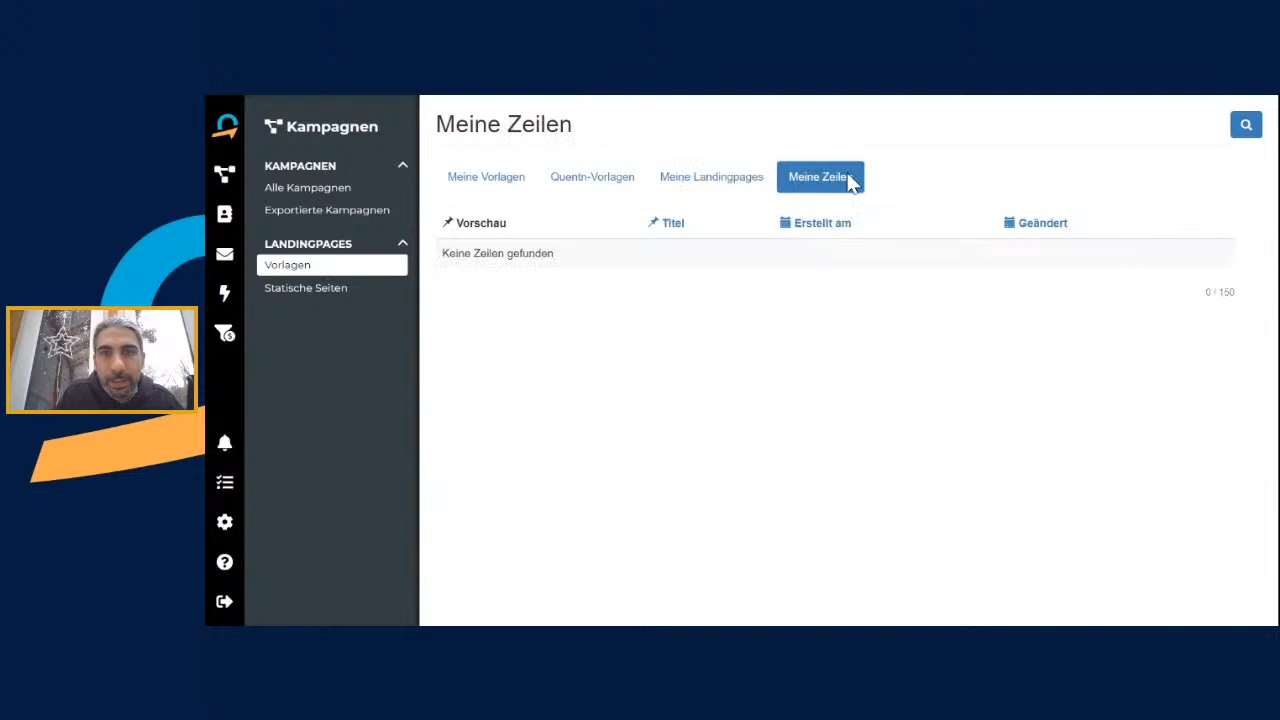 Kampagnen
KAMPAGNEN
Alle Kampagnen
Exportierte Kampagnen
LANDINGPAGES
Vorlagen
Statische Seiten
Meine Zeilen
Meine Vorlagen Quentn-Vorlagen Meine Landingpages Meine Zeilen
Vorschau Titel Erstellt am Geändert
Keine Zeilen gefunden
0 / 150